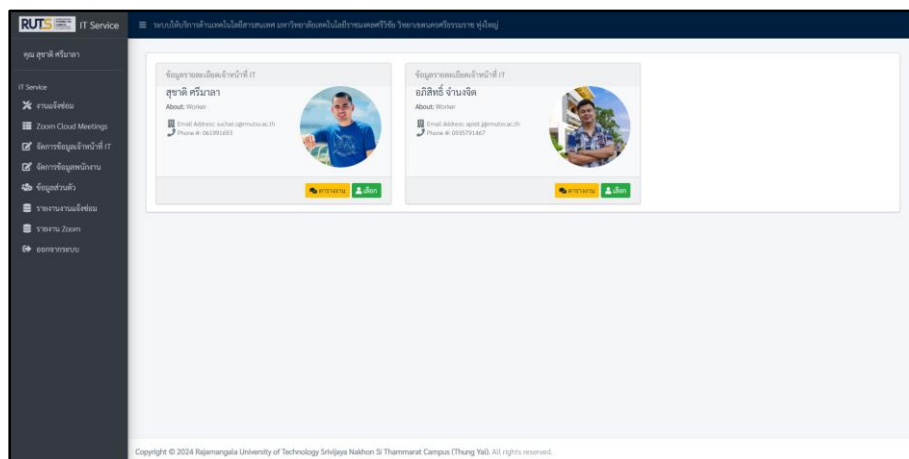 RUTS IT Service
ระบบให้บริการด้านเทคโนโลยีสารสนเทศ มหาวิทยาลัยเทคโนโลยีราชมงคลศรีวิชัย วิทยาเขตนครศรีธรรมราช ทุ่งใหญ่
คุณ สุชาติ ศรีมาลา
IT Service
งานแจ้งซ่อม
Zoom Cloud Meetings
จัดการข้อมูลเจ้าหน้าที่ IT
จัดการข้อมูลพนักงาน
ข้อมูลส่วนตัว
รายงานงานแจ้งซ่อม
รายงาน Zoom
ออกจากระบบ
ข้อมูลรายละเอียดเจ้าหน้าที่ IT
สุชาติ ศรีมาลา
About: Worker
Email Address: suchat.s@rmutsv.ac.th
Phone #: 061991693
ตารางงาน เลือก
ข้อมูลรายละเอียดเจ้าหน้าที่ IT
อภิสิทธิ์ จำนงจิต
About: Worker
Email Address: apisit.j@rmutsv.ac.th
Phone #: 0935791467
ตารางงาน เลือก
Copyright © 2024 Rajamangala University of Technology Srivijaya Nakhon Si Thammarat Campus (Thung Yai). All rights reserved.